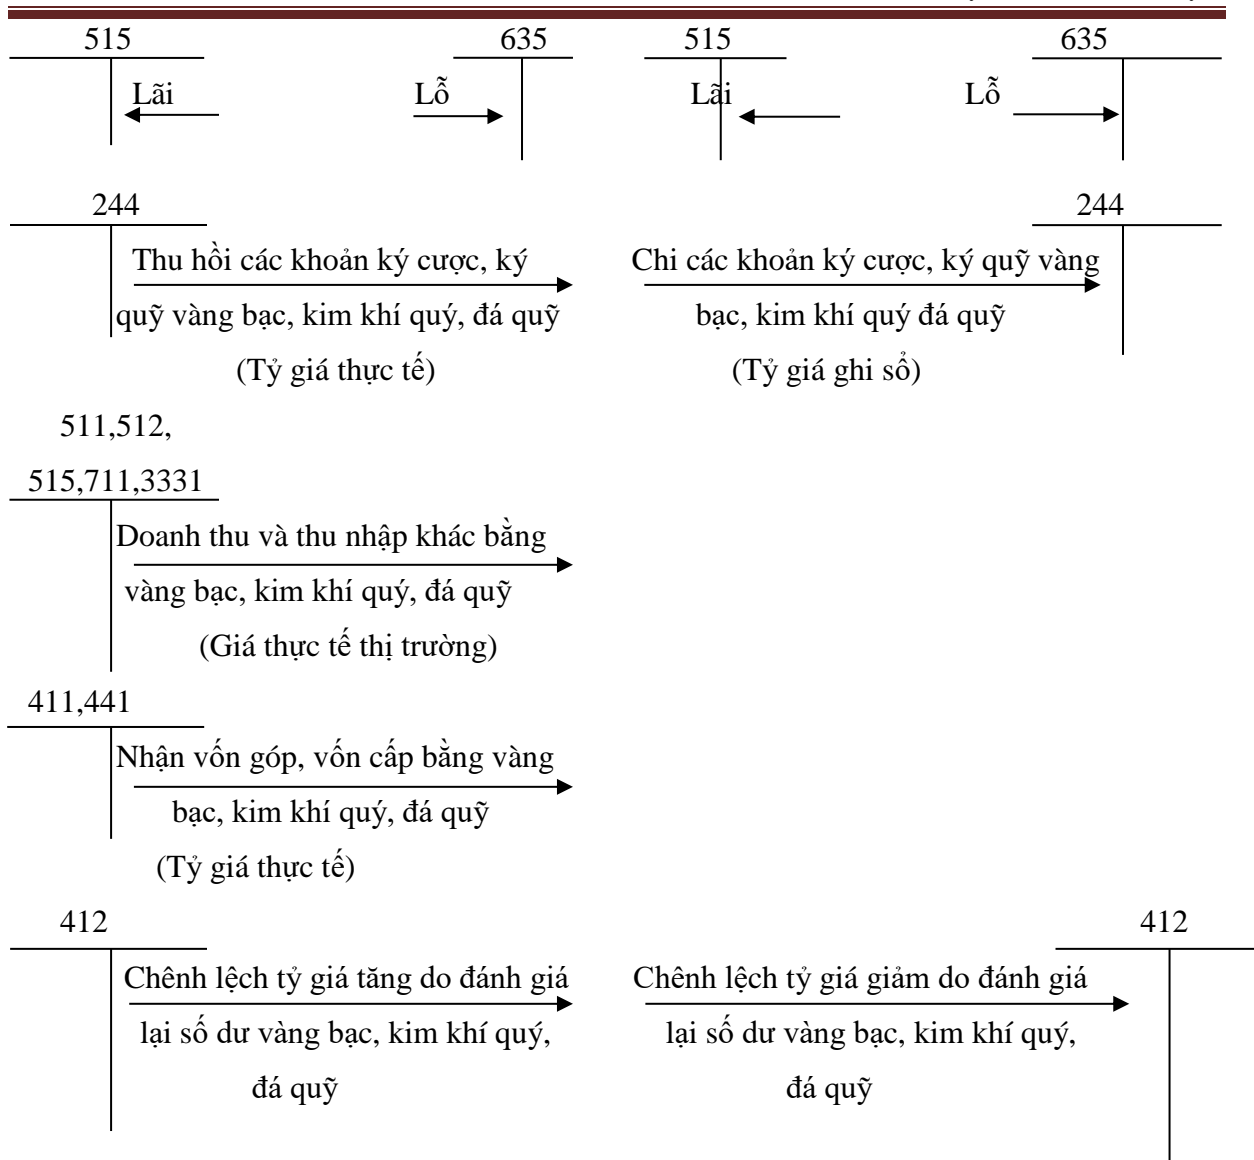 515 635 515 635
Lãi Lỗ Lãi Lỗ
244 244
Thu hồi các khoản ký cược, ký Chi các khoản ký cược, ký quỹ vàng
quỹ vàng bạc, kim khí quý, đá quỹ bạc, kim khí quý đá quỹ
(Tỷ giá thực tế) (Tỷ giá ghi sổ)
511,512,
515,711,3331
Doanh thu và thu nhập khác bằng
vàng bạc, kim khí quý, đá quỹ
(Giá thực tế thị trường)
411,441
Nhận vốn góp, vốn cấp bằng vàng
bạc, kim khí quý, đá quỹ
(Tỷ giá thực tế)
412 412
Chênh lệch tỷ giá tăng do đánh giá Chênh lệch tỷ giá giảm do đánh giá
lại số dư vàng bạc, kim khí quý, lại số dư vàng bạc, kim khí quý,
đá quỹ đá quỹ